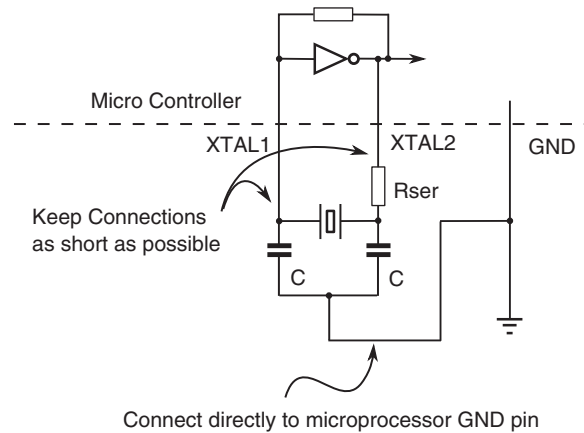 Micro Controller
XTAL1
XTAL2
GND
Rser
Keep Connections
as short as possible
C
C
Connect directly to microprocessor GND pin